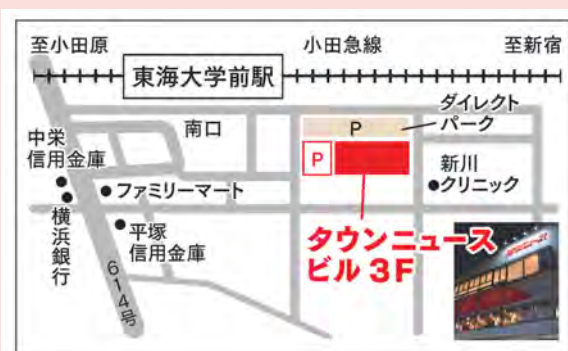 至小田原
小田急線
至新宿
東海大学前駅
ダイレクト
パーク
南口
P
中栄
信用金庫
P
新川
クリニック
ファミリーマート
横浜銀行
平塚
信用金庫
タウンニュース
ビル3F
614号